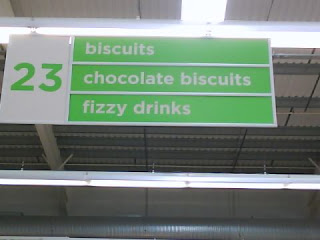 23
biscuits
chocolate biscuits
fizzy drinks